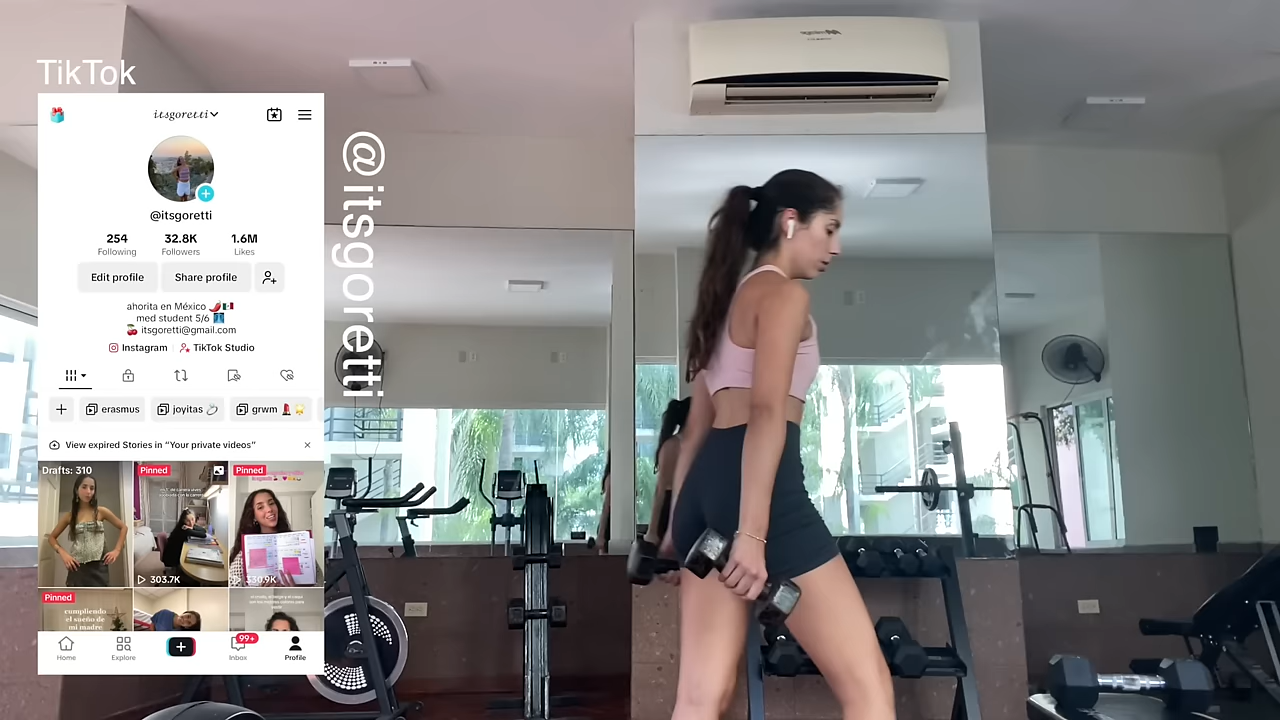 TikTok
itsgoretti
@itsgoretti
254
32.8K
1.6M
Following
Followers
Likes
Edit profile
Share profile
ahorita en México 🌶️🇲🇽
med student 5/6 🩻
🍒 itsgoretti@gmail.com
Instagram
TikTok Studio
erasmus
joyitas 💍
grwm 💄🌟
View expired Stories in “Your private videos”
Drafts: 310
Pinned
Pinned
303.7K
330.9K
Pinned
cumpliendo
el sueño de
mi madre
Home
Explore
99+
Inbox
Profile
@itsgoretti